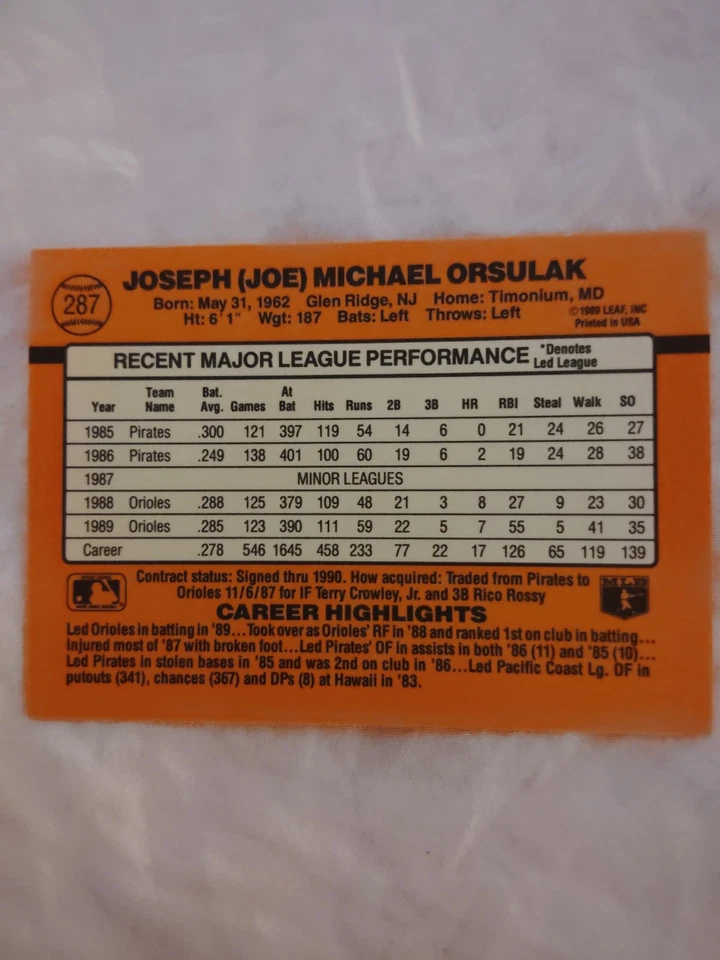 287
JOSEPH (JOE) MICHAEL ORSULAK
Born: May 31, 1962 Glen Ridge, NJ Home: Timonium, MD
Ht: 6'1" Wgt: 187 Bats: Left Throws: Left
©1989 LEAF, INC
Printed in USA
RECENT MAJOR LEAGUE PERFORMANCE *Denotes Led League
Year Team Name Bat. Avg. Games At Bat Hits Runs 2B 3B HR RBI Steal Walk SO
1985 Pirates .300 121 397 119 54 14 6 0 21 24 26 27
1986 Pirates .249 138 401 100 60 19 6 2 19 24 28 38
1987 MINOR LEAGUES
1988 Orioles .288 125 379 109 48 21 3 8 27 9 23 30
1989 Orioles .285 123 390 111 59 22 5 7 55 5 41 35
Career .278 546 1645 458 233 77 22 17 126 65 119 139
Contract status: Signed thru 1990. How acquired: Traded from Pirates to
Orioles 11/6/87 for IF Terry Crowley, Jr. and 3B Rico Rossy
MLB
CAREER HIGHLIGHTS
Led Orioles in batting in '89...Took over as Orioles' RF in '88 and ranked 1st on club in batting...
Injured most of '87 with broken foot...Led Pirates' OF in assists in both '86 (11) and '85 (10)...
Led Pirates in stolen bases in '85 and was 2nd on club in '86...Led Pacific Coast Lg. OF in
putouts (341), chances (367) and DPs (8) at Hawaii in '83.